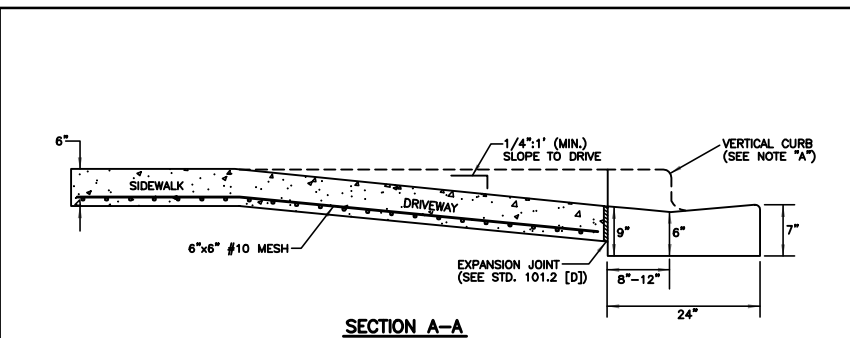 6"
1/4":1' (MIN.)
SLOPE TO DRIVE
VERTICAL CURB
(SEE NOTE "A")
SIDEWALK
DRIVEWAY
6"x6" #10 MESH
EXPANSION JOINT
(SEE STD. 101.2 [D])
9"
6"
7"
8"-12"
24"
SECTION A-A